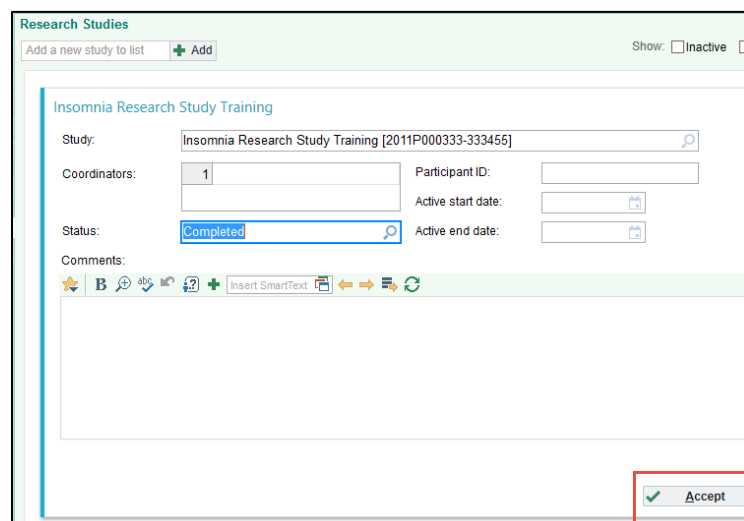 Research Studies
Add a new study to list Add Show: Inactive
Insomnia Research Study Training
Study: Insomnia Research Study Training [2011P000333-333455]
Coordinators: 1 Participant ID:
Active start date:
Status: Completed Active end date:
Comments:
B abc ? Insert SmartText
Accept